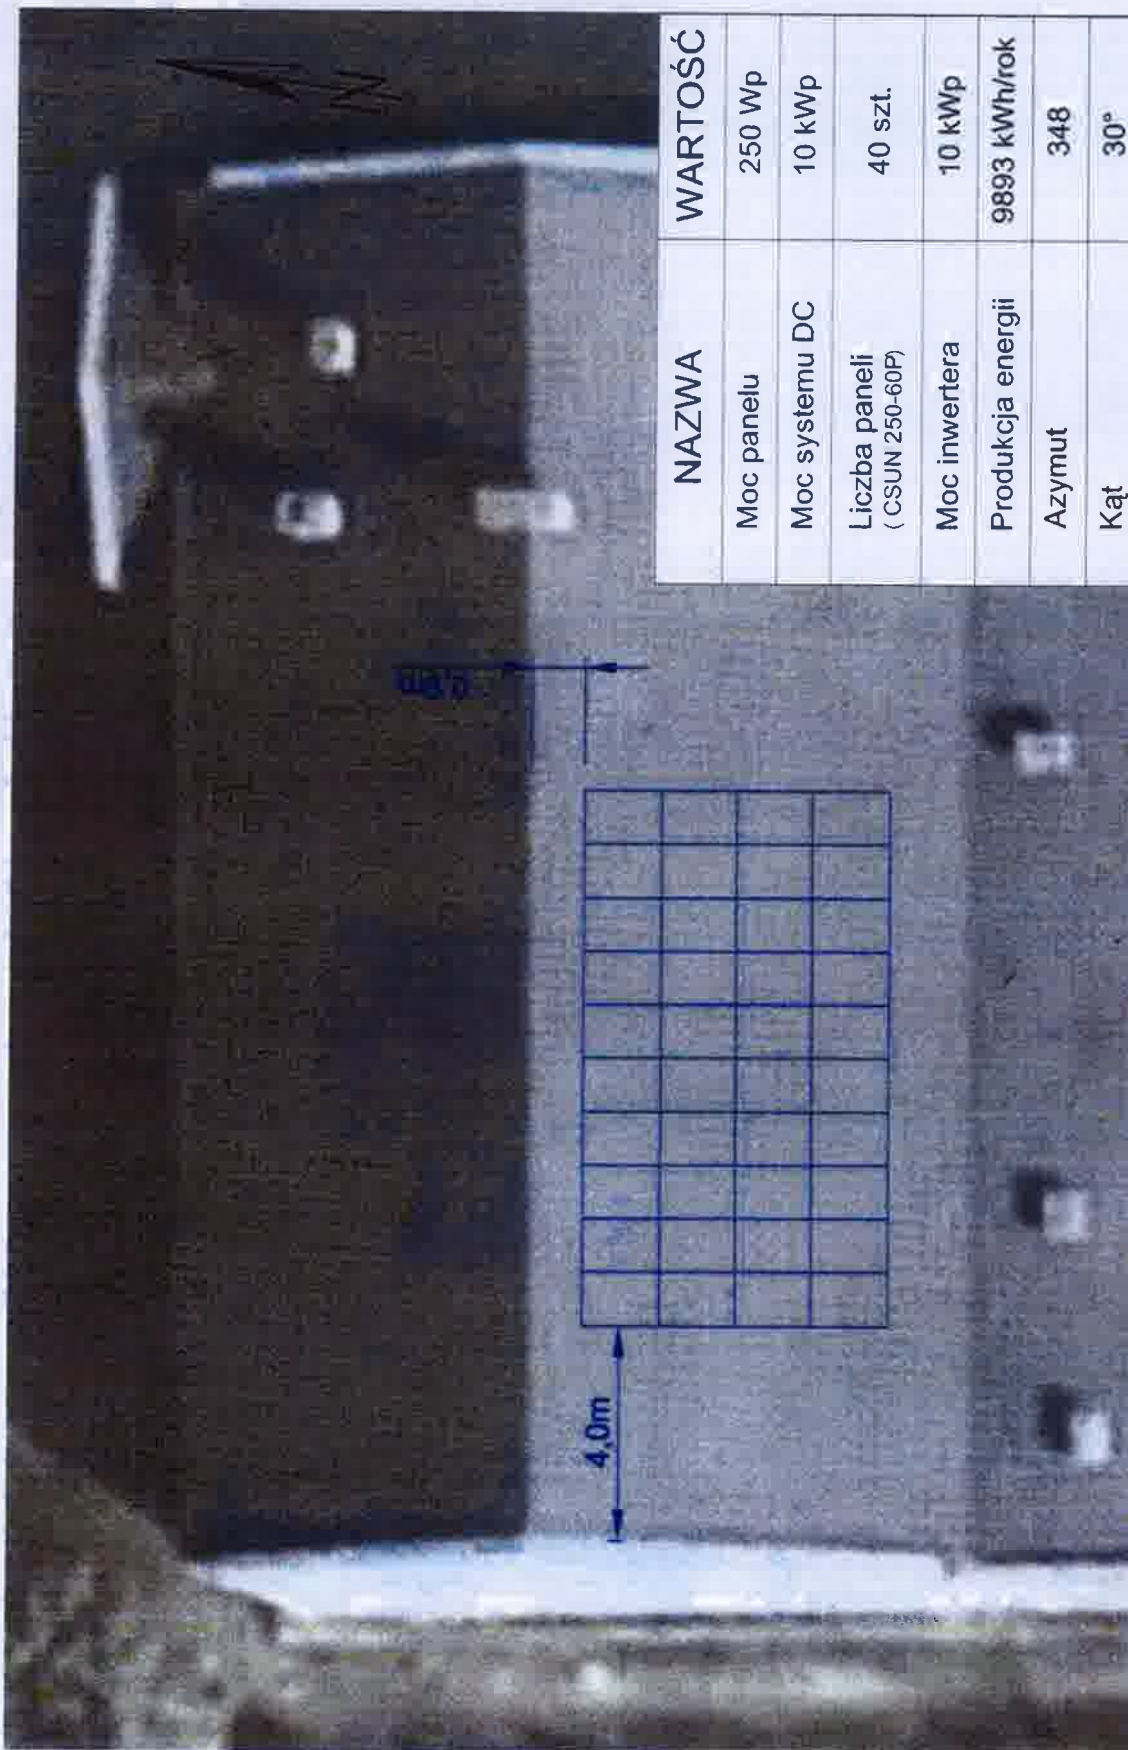 N
4,0m
NAZWA WARTOŚĆ
Moc panelu 250 Wp
Moc systemu DC 10 kWp
Liczba paneli
( CSUN 250-60P) 40 szt.
Moc inwertera 10 kWp
Produkcja energii 9893 kWh/rok
Azymut 348
Kąt 30°